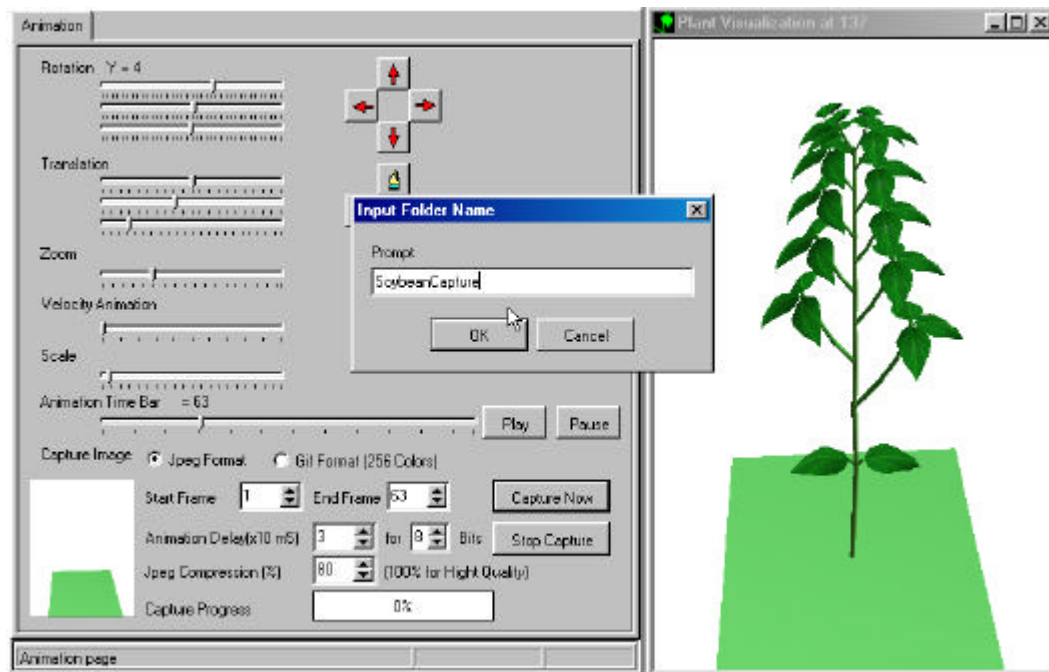 Animation
Plant Visualization at 137
Rotation Y = 4
Translation
Input Folder Name
Prompt
SoybeanCapture
OK Cancel
Zoom
Velocity Animation
Scale
Animation Time Bar = 63
Play Pause
Capture Image Jpeg Format Gif Format (256 Colors)
Start Frame 1 End Frame 63 Capture Now
Animation Delay(x10 mS) 3 for 8 Bits Stop Capture
Jpeg Compression (%) 80 (100% for Hight Quality)
Capture Progress 0%
Animation page